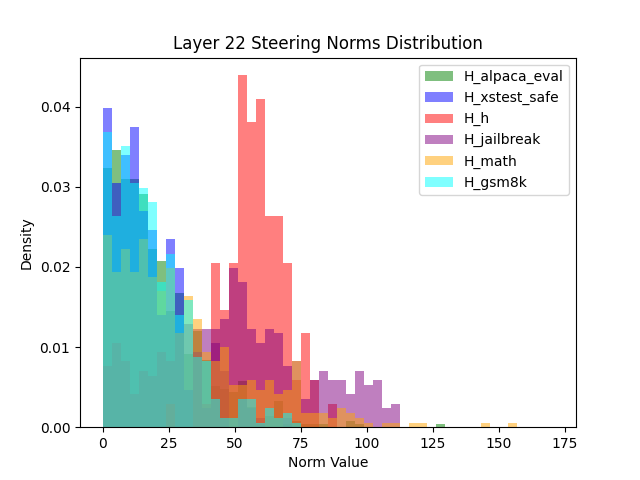 Layer 22 Steering Norms Distribution
H_alpaca_eval
H_xstest_safe
H_h
H_jailbreak
H_math
H_gsm8k
Density
0.04
0.03
0.02
0.01
0.00
0 25 50 75 100 125 150 175
Norm Value